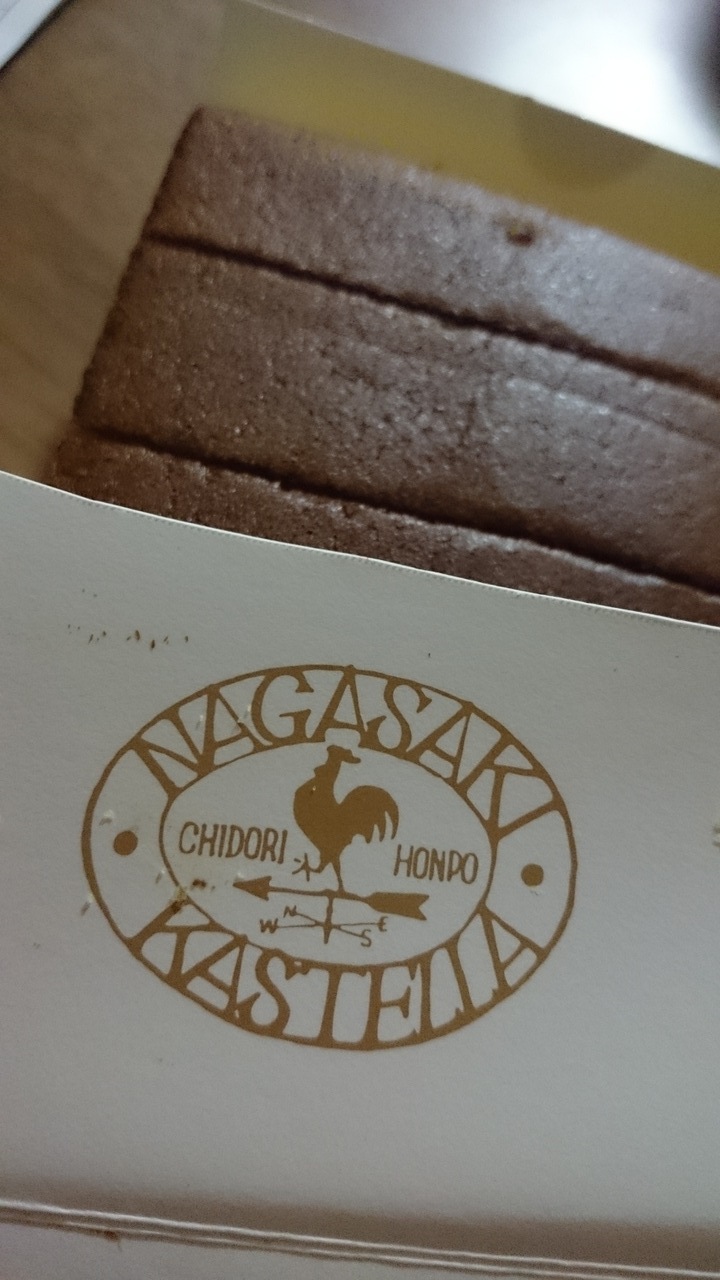 NAGASAKI
CHIDORI HONPO
N
W E
S
KASTELLA